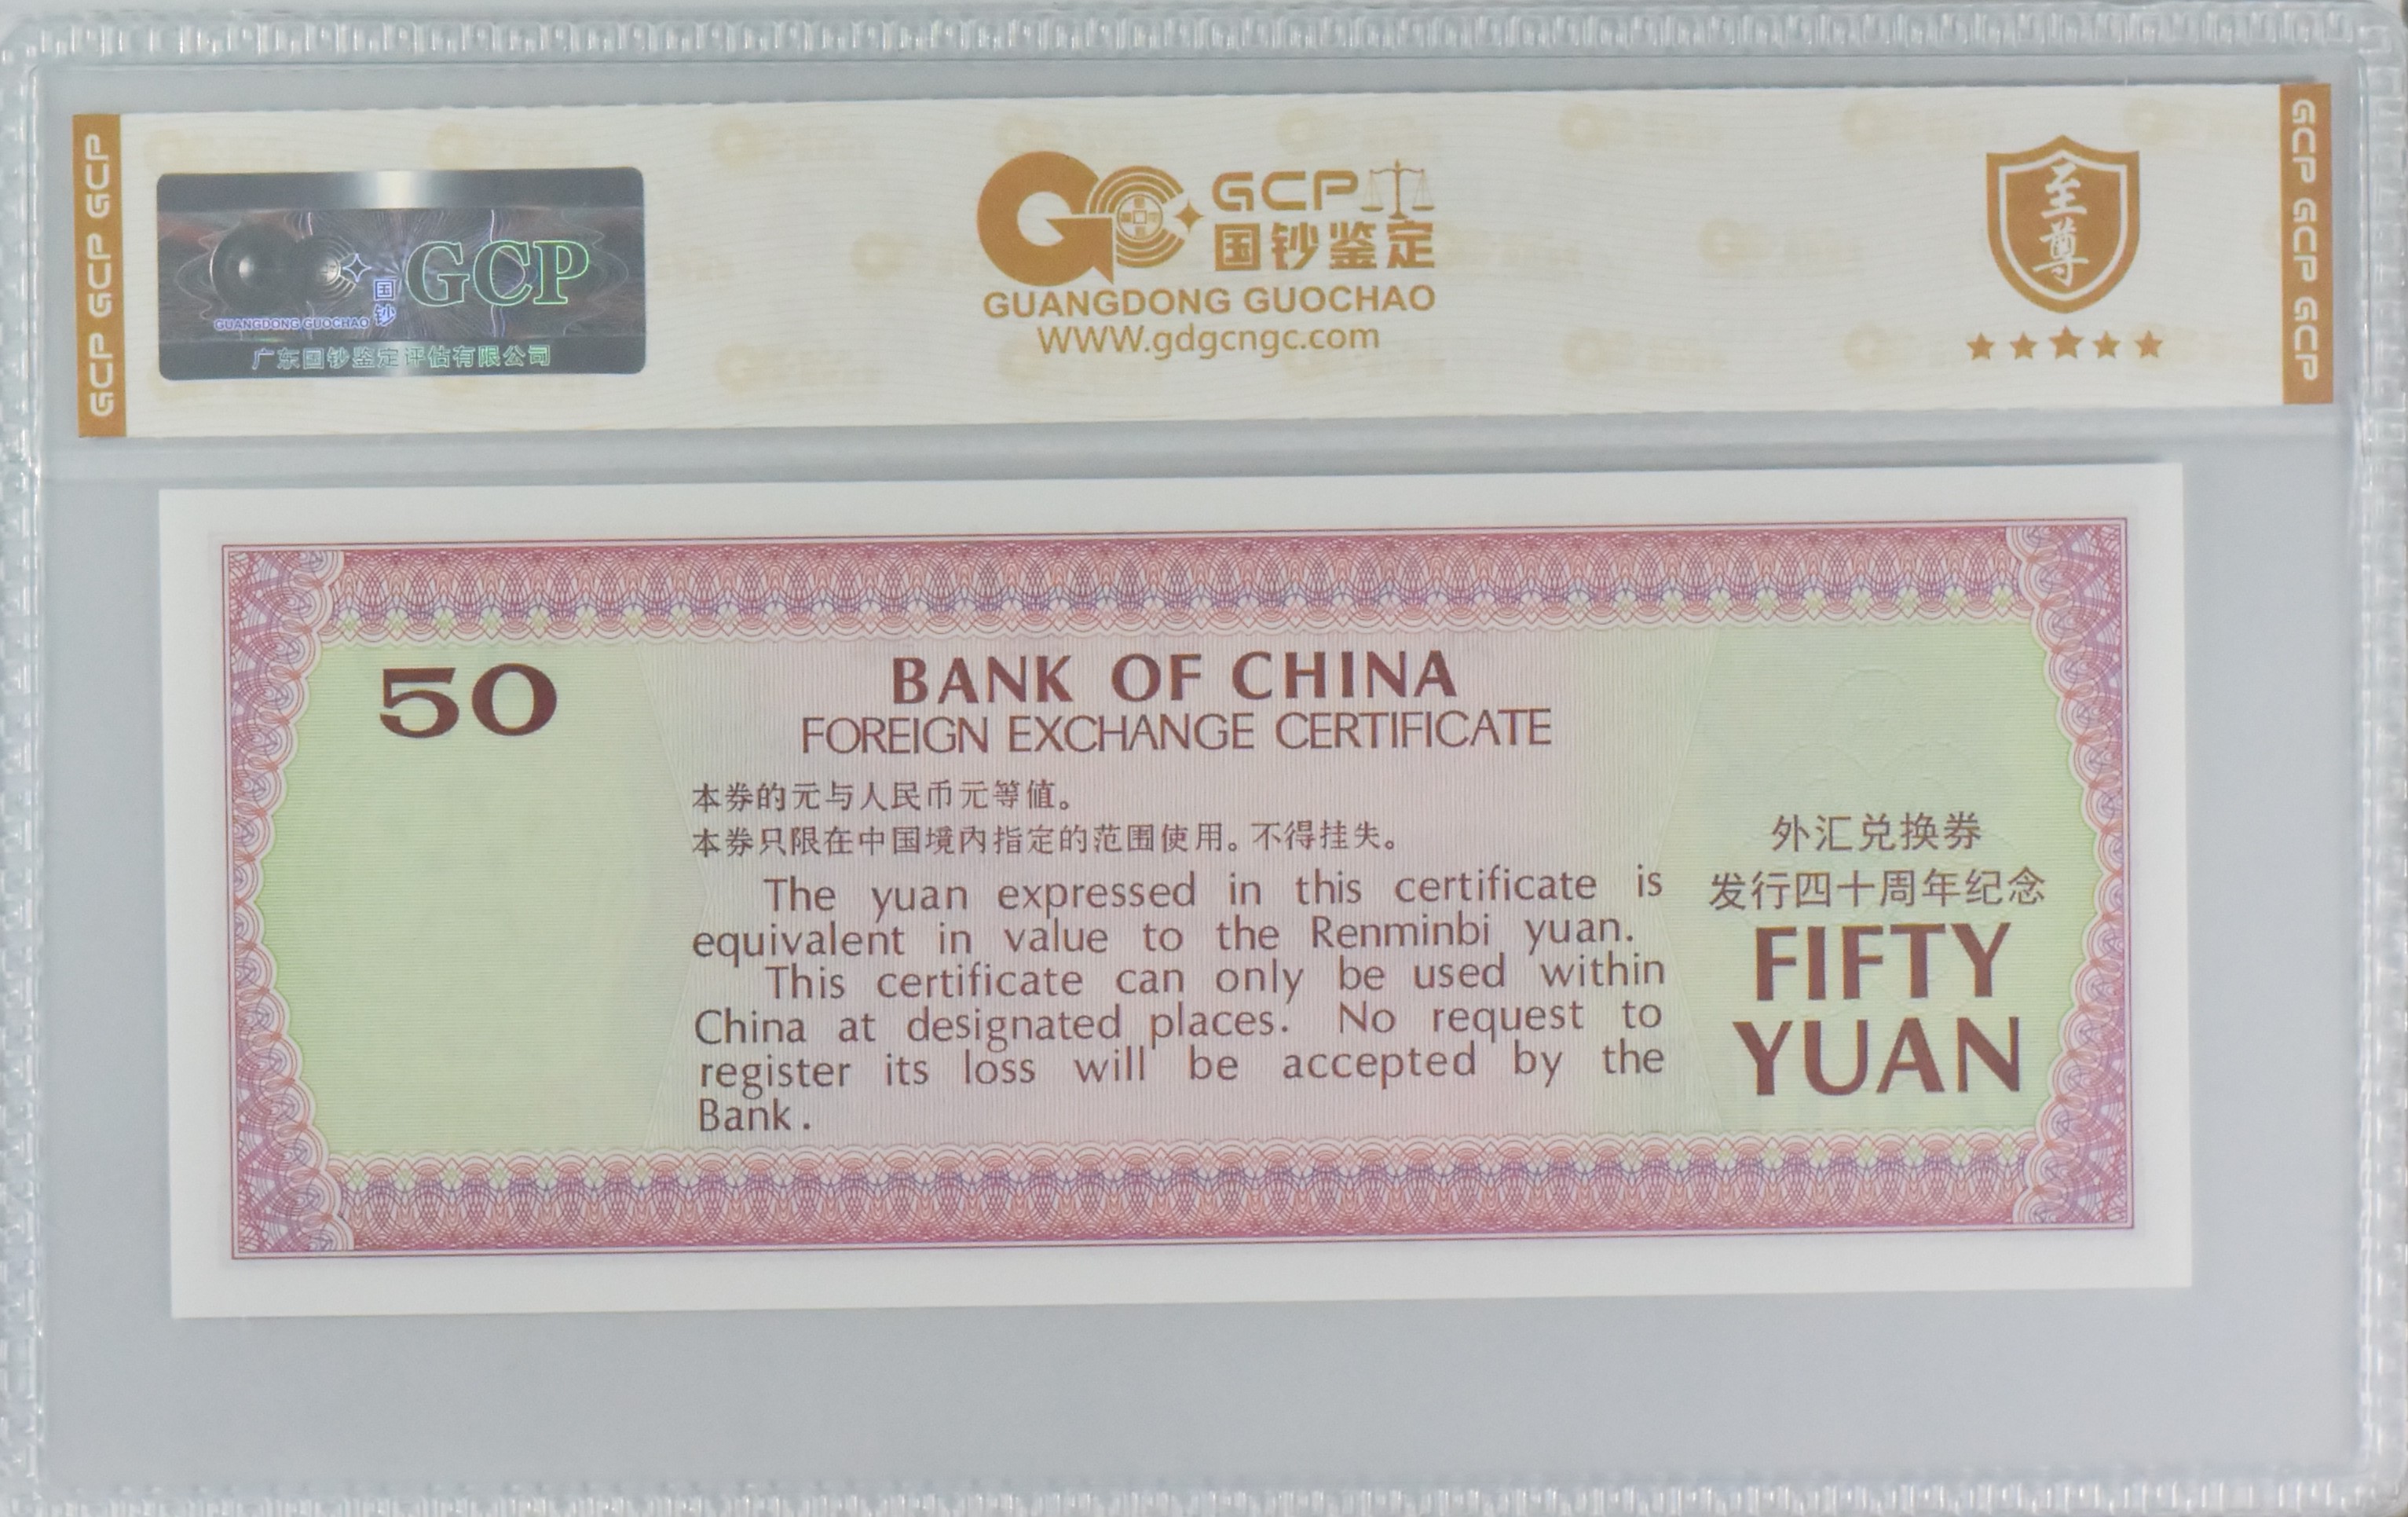 GCP GCP GCP
国钞
GCP
GUANGDONG GUOCHAO
广东国钞鉴定评估有限公司
GCP
国钞鉴定
GUANGDONG GUOCHAO
WWW.gdgcngc.com
至尊
GCP GCP GCP
50
BANK OF CHINA
FOREIGN EXCHANGE CERTIFICATE
本券的元与人民币元等值。
本券只限在中国境内指定的范围使用。不得挂失。
The yuan expressed in this certificate is
equivalent in value to the Renminbi yuan.
This certificate can only be used within
China at designated places. No request to
register its loss will be accepted by the
Bank.
外汇兑换券
发行四十周年纪念
FIFTY
YUAN